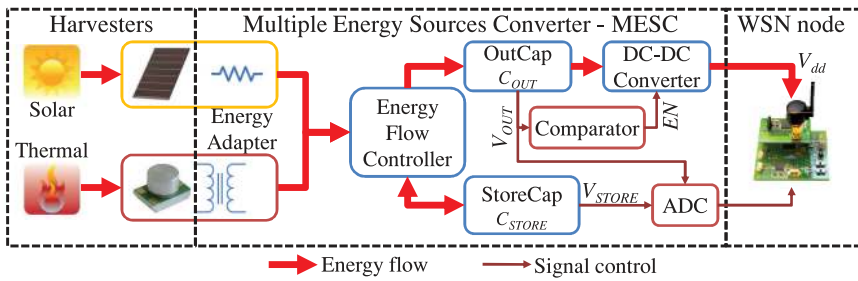 Harvesters
Multiple Energy Sources Converter - MESC
WSN node
Solar
Thermal
Energy
Adapter
Energy
Flow
Controller
OutCap
C_OUT
DC-DC
Converter
V_dd
V_OUT
Comparator
EN
StoreCap
C_STORE
V_STORE
ADC
Energy flow
Signal control